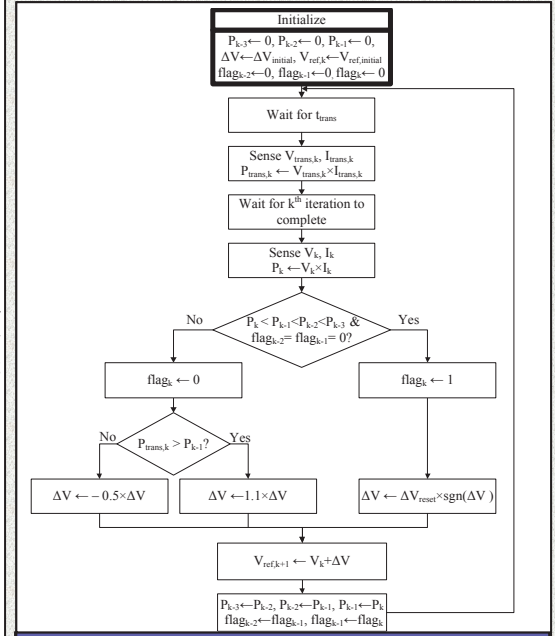 Initialize
P_{k-3}← 0, P_{k-2}← 0, P_{k-1}← 0,
ΔV←ΔV_{initial}, V_{ref,k}←V_{ref,initial}
flag_{k-2}←0, flag_{k-1}←0, flag_k← 0
Wait for t_{trans}
Sense V_{trans,k}, I_{trans,k}
P_{trans,k} ← V_{trans,k}×I_{trans,k}
Wait for k^{th} iteration to
complete
Sense V_k, I_k
P_k ←V_k×I_k
P_k < P_{k-1}<P_{k-2}<P_{k-3} &
flag_{k-2}= flag_{k-1}= 0?
No
Yes
flag_k ← 0
flag_k ← 1
P_{trans,k} > P_{k-1}?
No
Yes
ΔV ← – 0.5×ΔV
ΔV ←1.1×ΔV
ΔV ← ΔV_{reset}×sgn(ΔV )
V_{ref,k+1} ← V_k+ΔV
P_{k-3}←P_{k-2}, P_{k-2}←P_{k-1}, P_{k-1}←P_k
flag_{k-2}←flag_{k-1}, flag_{k-1}←flag_k